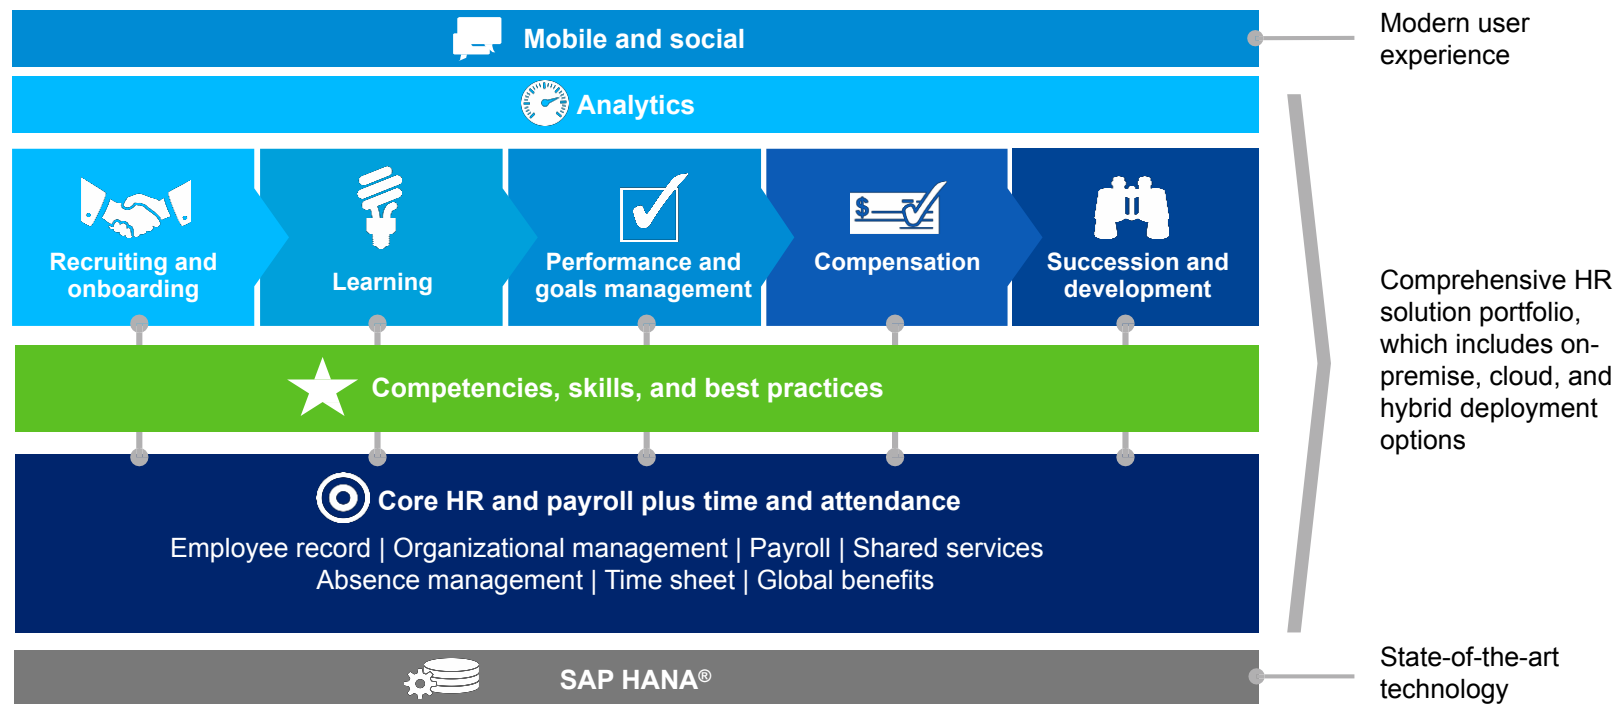 Mobile and social
Modern user
experience
Analytics
Recruiting and
onboarding
Learning
Performance and
goals management
$
Compensation
Succession and
development
Comprehensive HR
solution portfolio,
which includes on-
premise, cloud, and
hybrid deployment
options
Competencies, skills, and best practices
Core HR and payroll plus time and attendance
Employee record | Organizational management | Payroll | Shared services
Absence management | Time sheet | Global benefits
SAP HANA®
State-of-the-art
technology